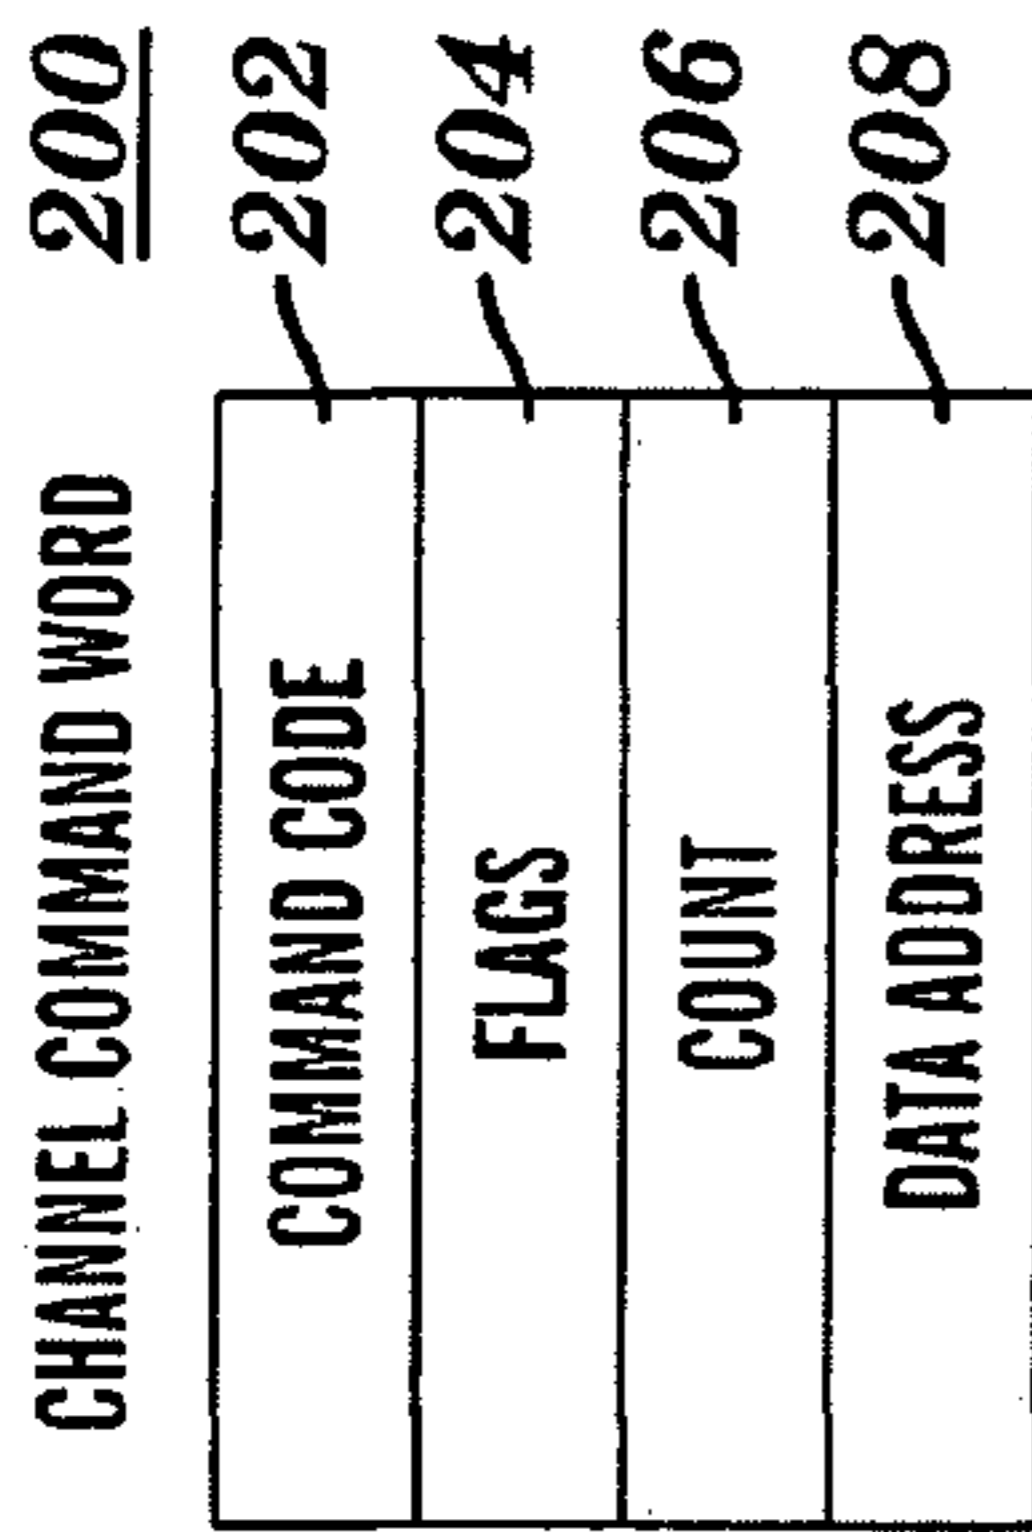 CHANNEL COMMAND WORD 200
COMMAND CODE 202
FLAGS 204
COUNT 206
DATA ADDRESS 208